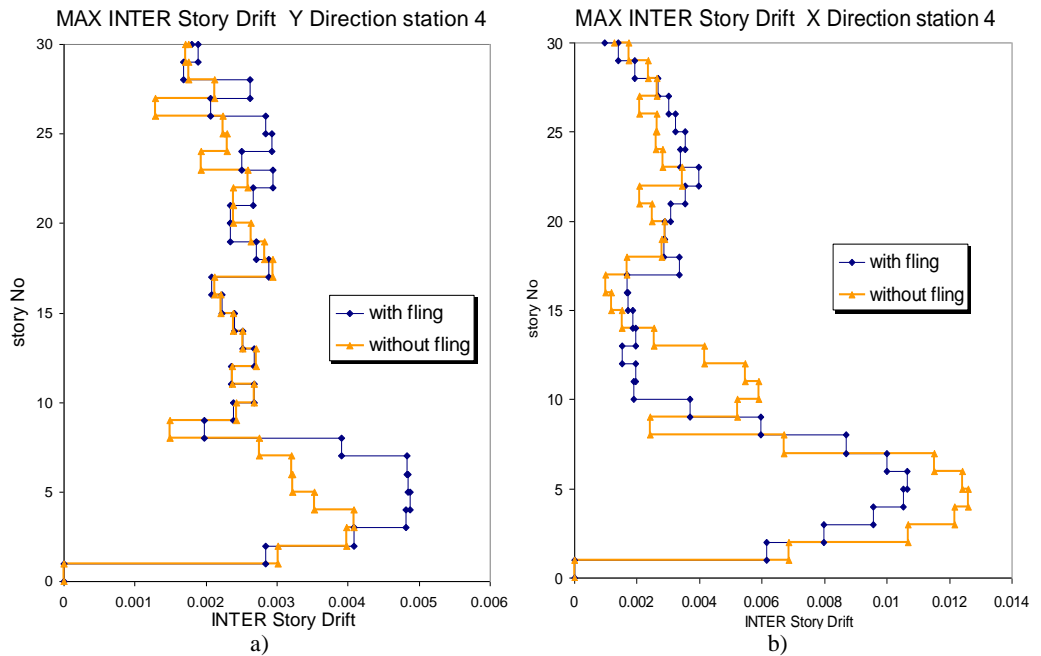 MAX INTER Story Drift Y Direction station 4
30
25
20
15
10
5
0
story No
with fling
without fling
0
0.001
0.002
0.003
0.004
0.005
0.006
INTER Story Drift
a)
MAX INTER Story Drift X Direction station 4
30
25
20
15
10
5
0
story No
with fling
without fling
0
0.002
0.004
0.006
0.008
0.01
0.012
0.014
INTER Story Drift
b)